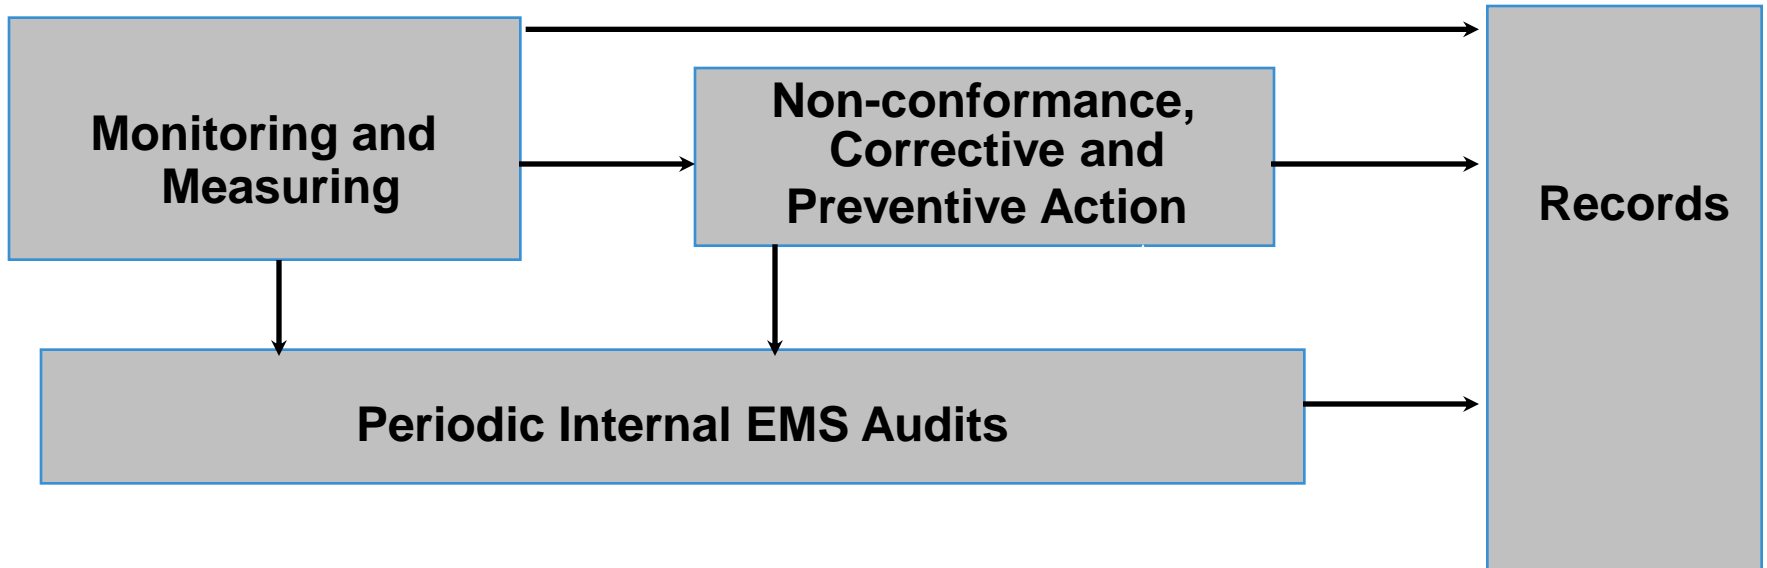 Monitoring and
Measuring
Non-conformance,
Corrective and
Preventive Action
Records
Periodic Internal EMS Audits